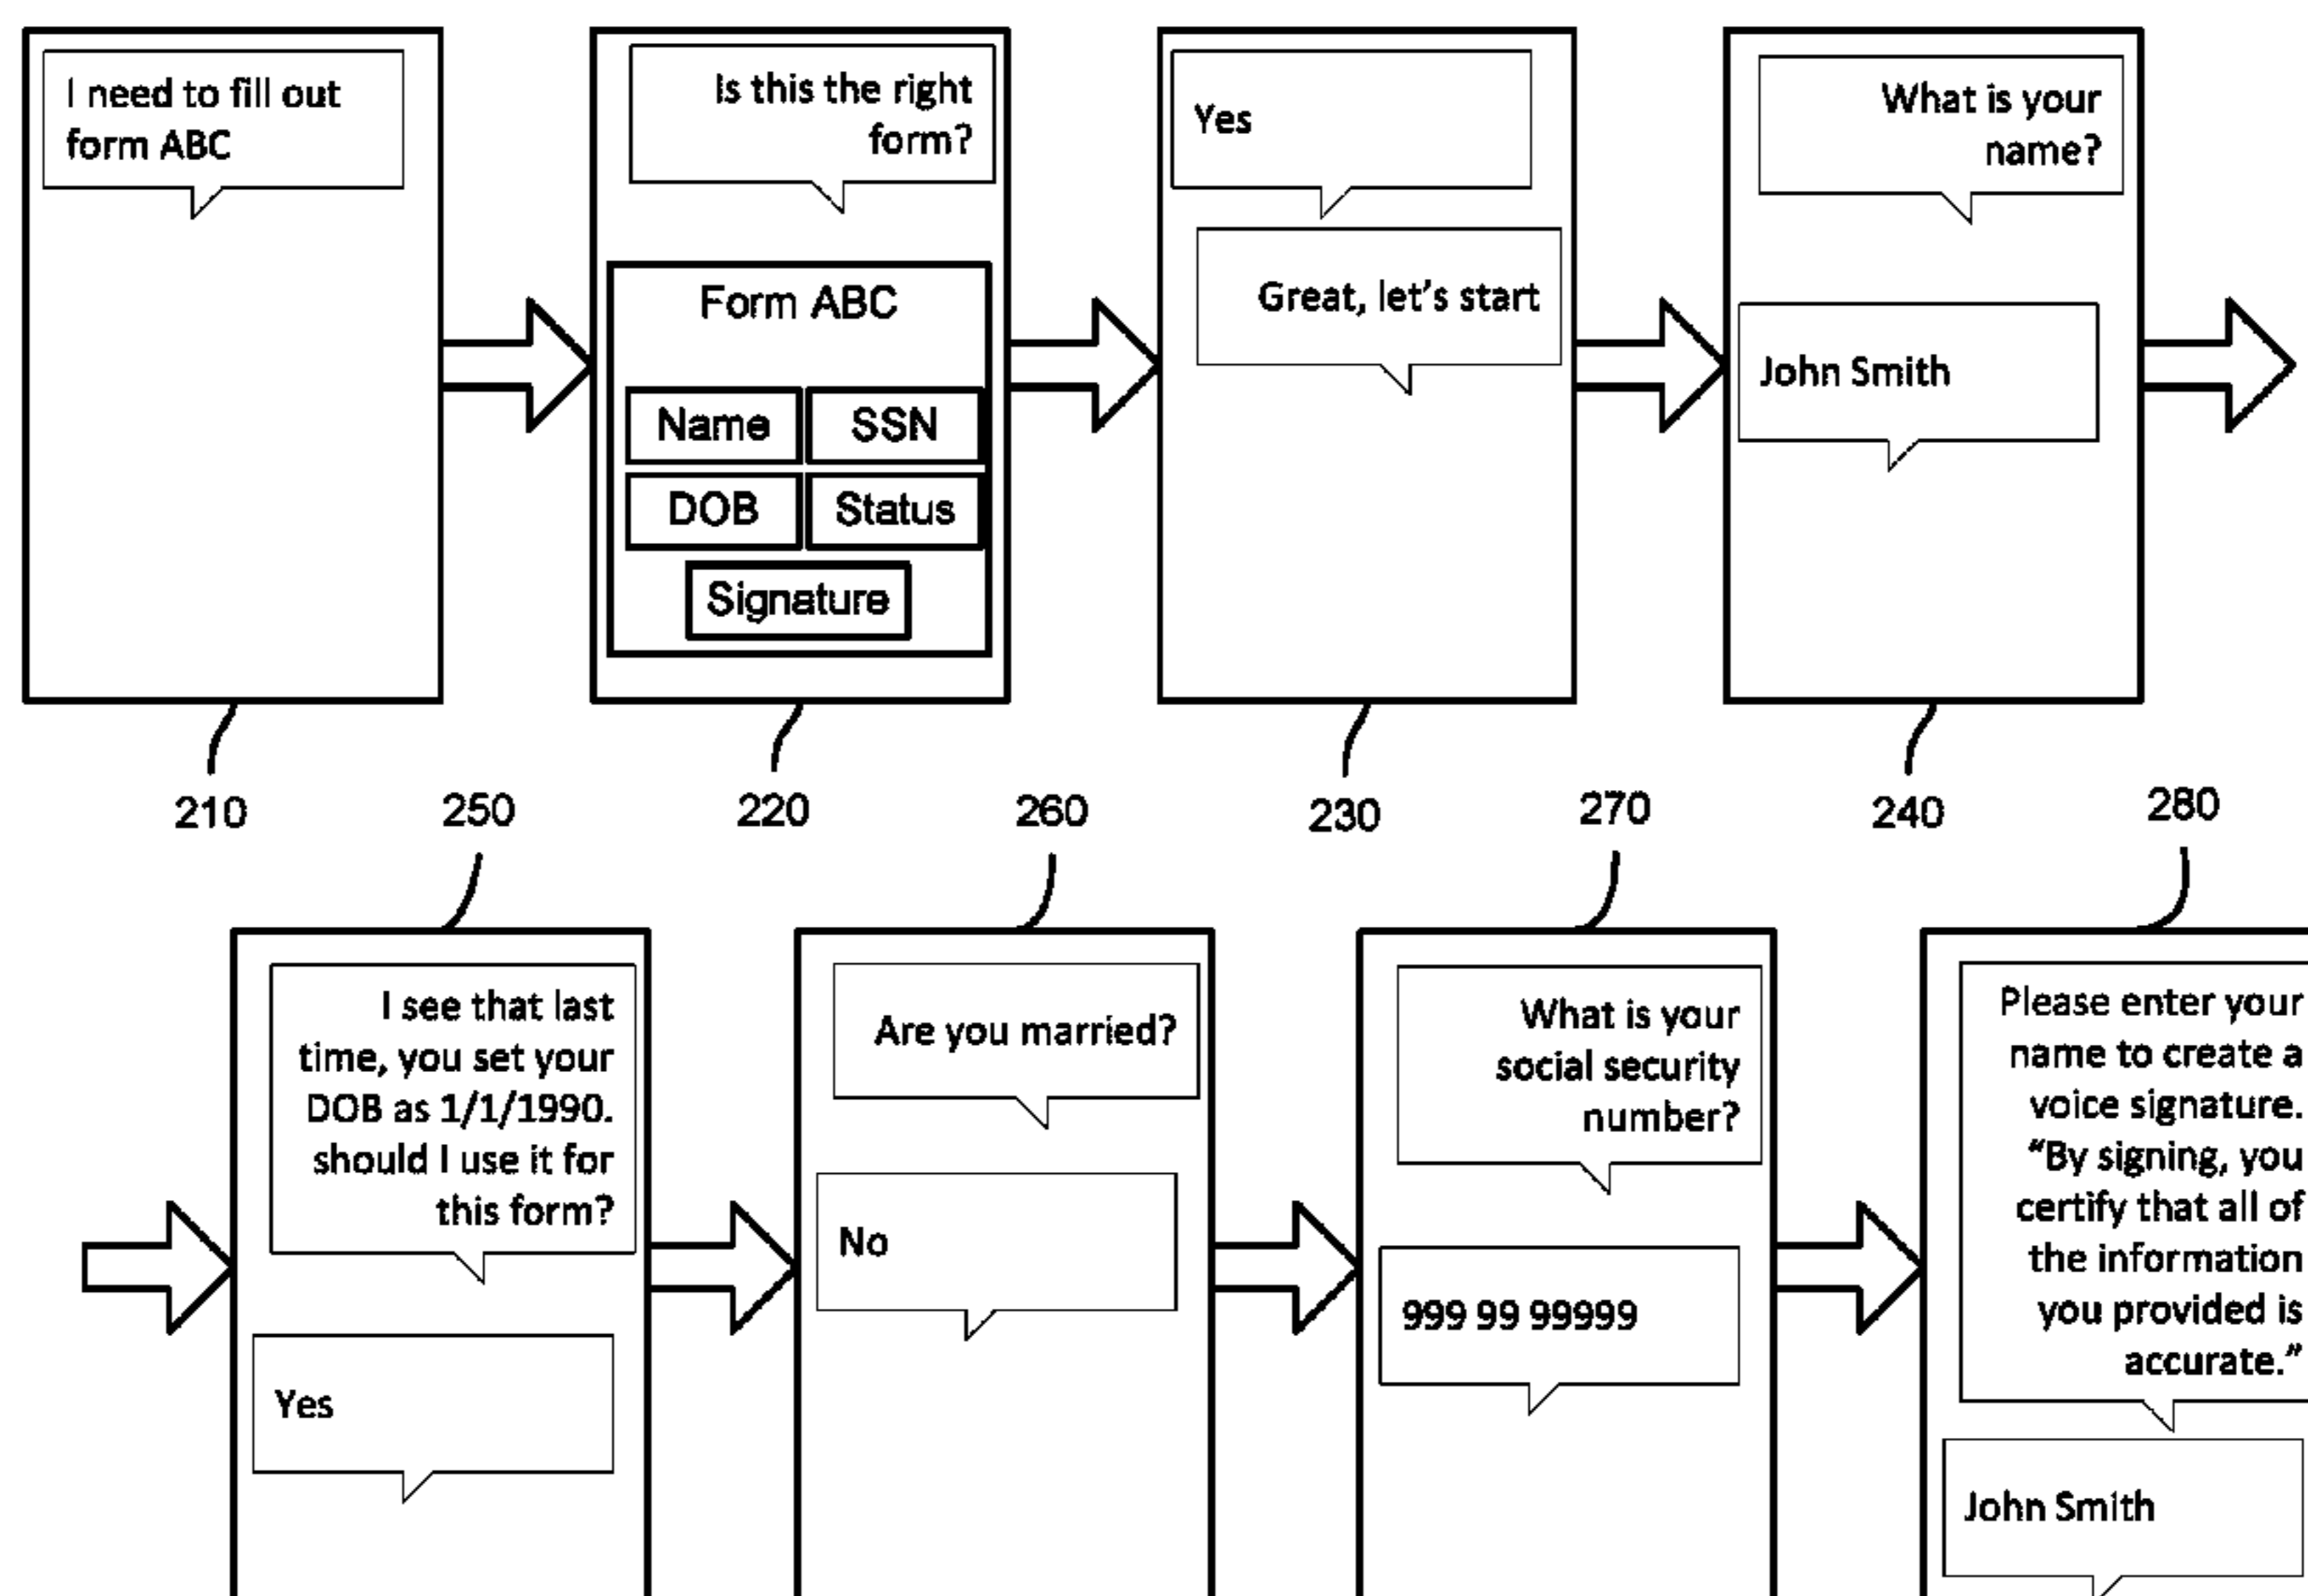 I need to fill out
form ABC
Is this the right
form?
Form ABC
Name
SSN
DOB
Status
Signature
Yes
Great, let's start
What is your
name?
John Smith
210
220
230
240
250
260
270
280
I see that last
time, you set your
DOB as 1/1/1990.
should I use it for
this form?
Yes
Are you married?
No
What is your
social security
number?
999 99 99999
Please enter your
name to create a
voice signature.
“By signing, you
certify that all of
the information
you provided is
accurate.”
John Smith